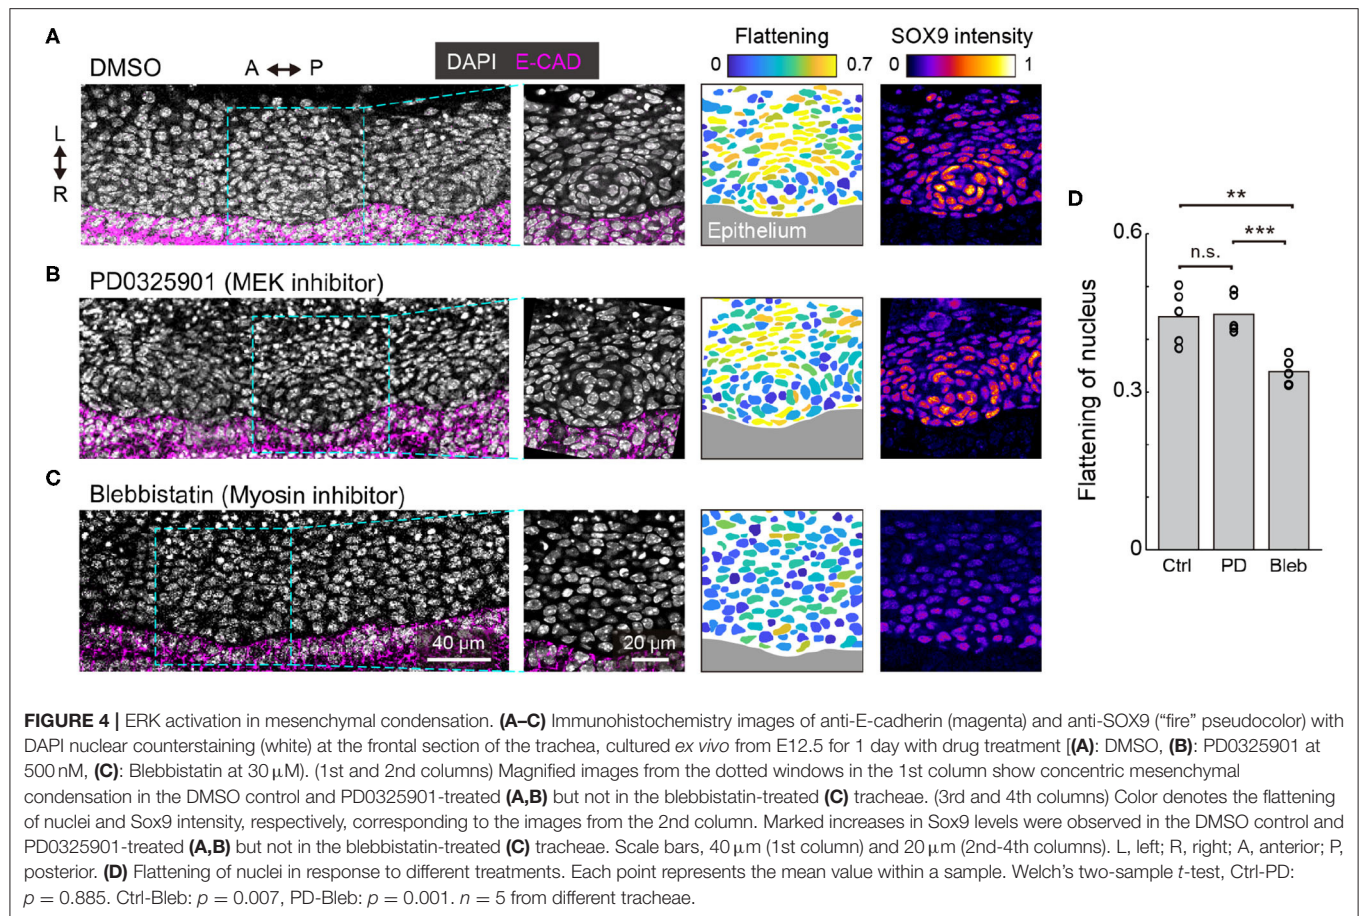 A
DMSO
A P
DAPI E-CAD
Flattening
0 0.7
SOX9 intensity
0 1
L
R
Epithelium
B
PD0325901 (MEK inhibitor)
C
Blebbistatin (Myosin inhibitor)
40 μm
20 μm
D
**
***
n.s.
0.6
0.3
0
Flattening of nucleus
Ctrl PD Bleb
FIGURE 4 | ERK activation in mesenchymal condensation. (A–C) Immunohistochemistry images of anti-E-cadherin (magenta) and anti-SOX9 (“fire” pseudocolor) with
DAPI nuclear counterstaining (white) at the frontal section of the trachea, cultured ex vivo from E12.5 for 1 day with drug treatment [(A): DMSO, (B): PD0325901 at
500 nM, (C): Blebbistatin at 30 μM). (1st and 2nd columns) Magnified images from the dotted windows in the 1st column show concentric mesenchymal
condensation in the DMSO control and PD0325901-treated (A,B) but not in the blebbistatin-treated (C) tracheae. (3rd and 4th columns) Color denotes the flattening
of nuclei and Sox9 intensity, respectively, corresponding to the images from the 2nd column. Marked increases in Sox9 levels were observed in the DMSO control and
PD0325901-treated (A,B) but not in the blebbistatin-treated (C) tracheae. Scale bars, 40 μm (1st column) and 20 μm (2nd-4th columns). L, left; R, right; A, anterior; P,
posterior. (D) Flattening of nuclei in response to different treatments. Each point represents the mean value within a sample. Welch’s two-sample t-test, Ctrl-PD:
p = 0.885. Ctrl-Bleb: p = 0.007, PD-Bleb: p = 0.001. n = 5 from different tracheae.